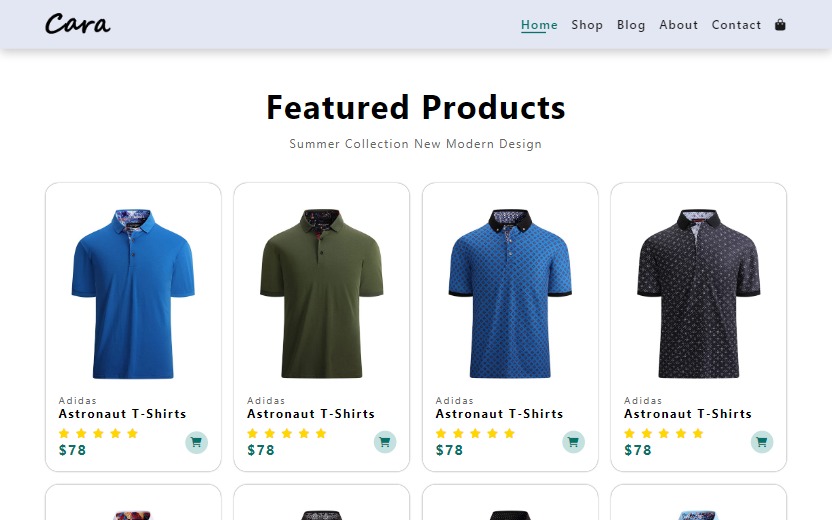 Cara
Home Shop Blog About Contact
Featured Products
Summer Collection New Modern Design
Adidas
Astronaut T-Shirts
$78
Adidas
Astronaut T-Shirts
$78
Adidas
Astronaut T-Shirts
$78
Adidas
Astronaut T-Shirts
$78